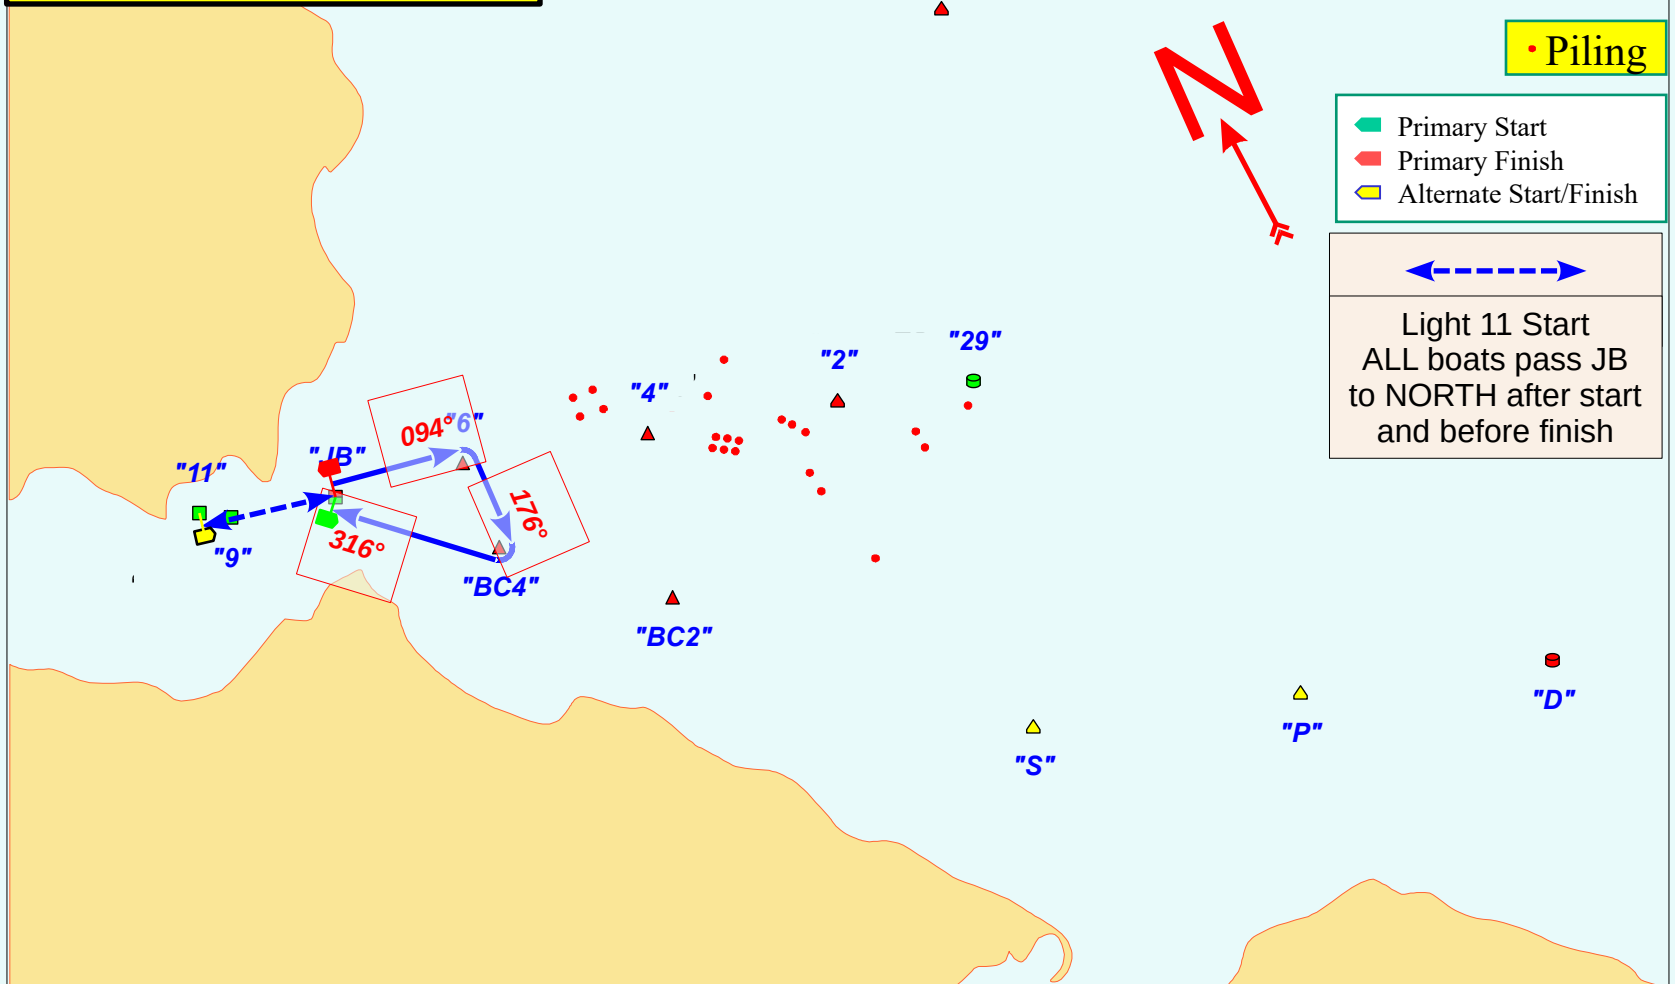 N
Piling
Primary Start
Primary Finish
Alternate Start/Finish
Light 11 Start
ALL boats pass JB
to NORTH after start
and before finish
"29"
"2"
"4"
094°
"6"
"JB"
"11"
176°
316°
"9"
"BC4"
"BC2"
"D"
"P"
"S"